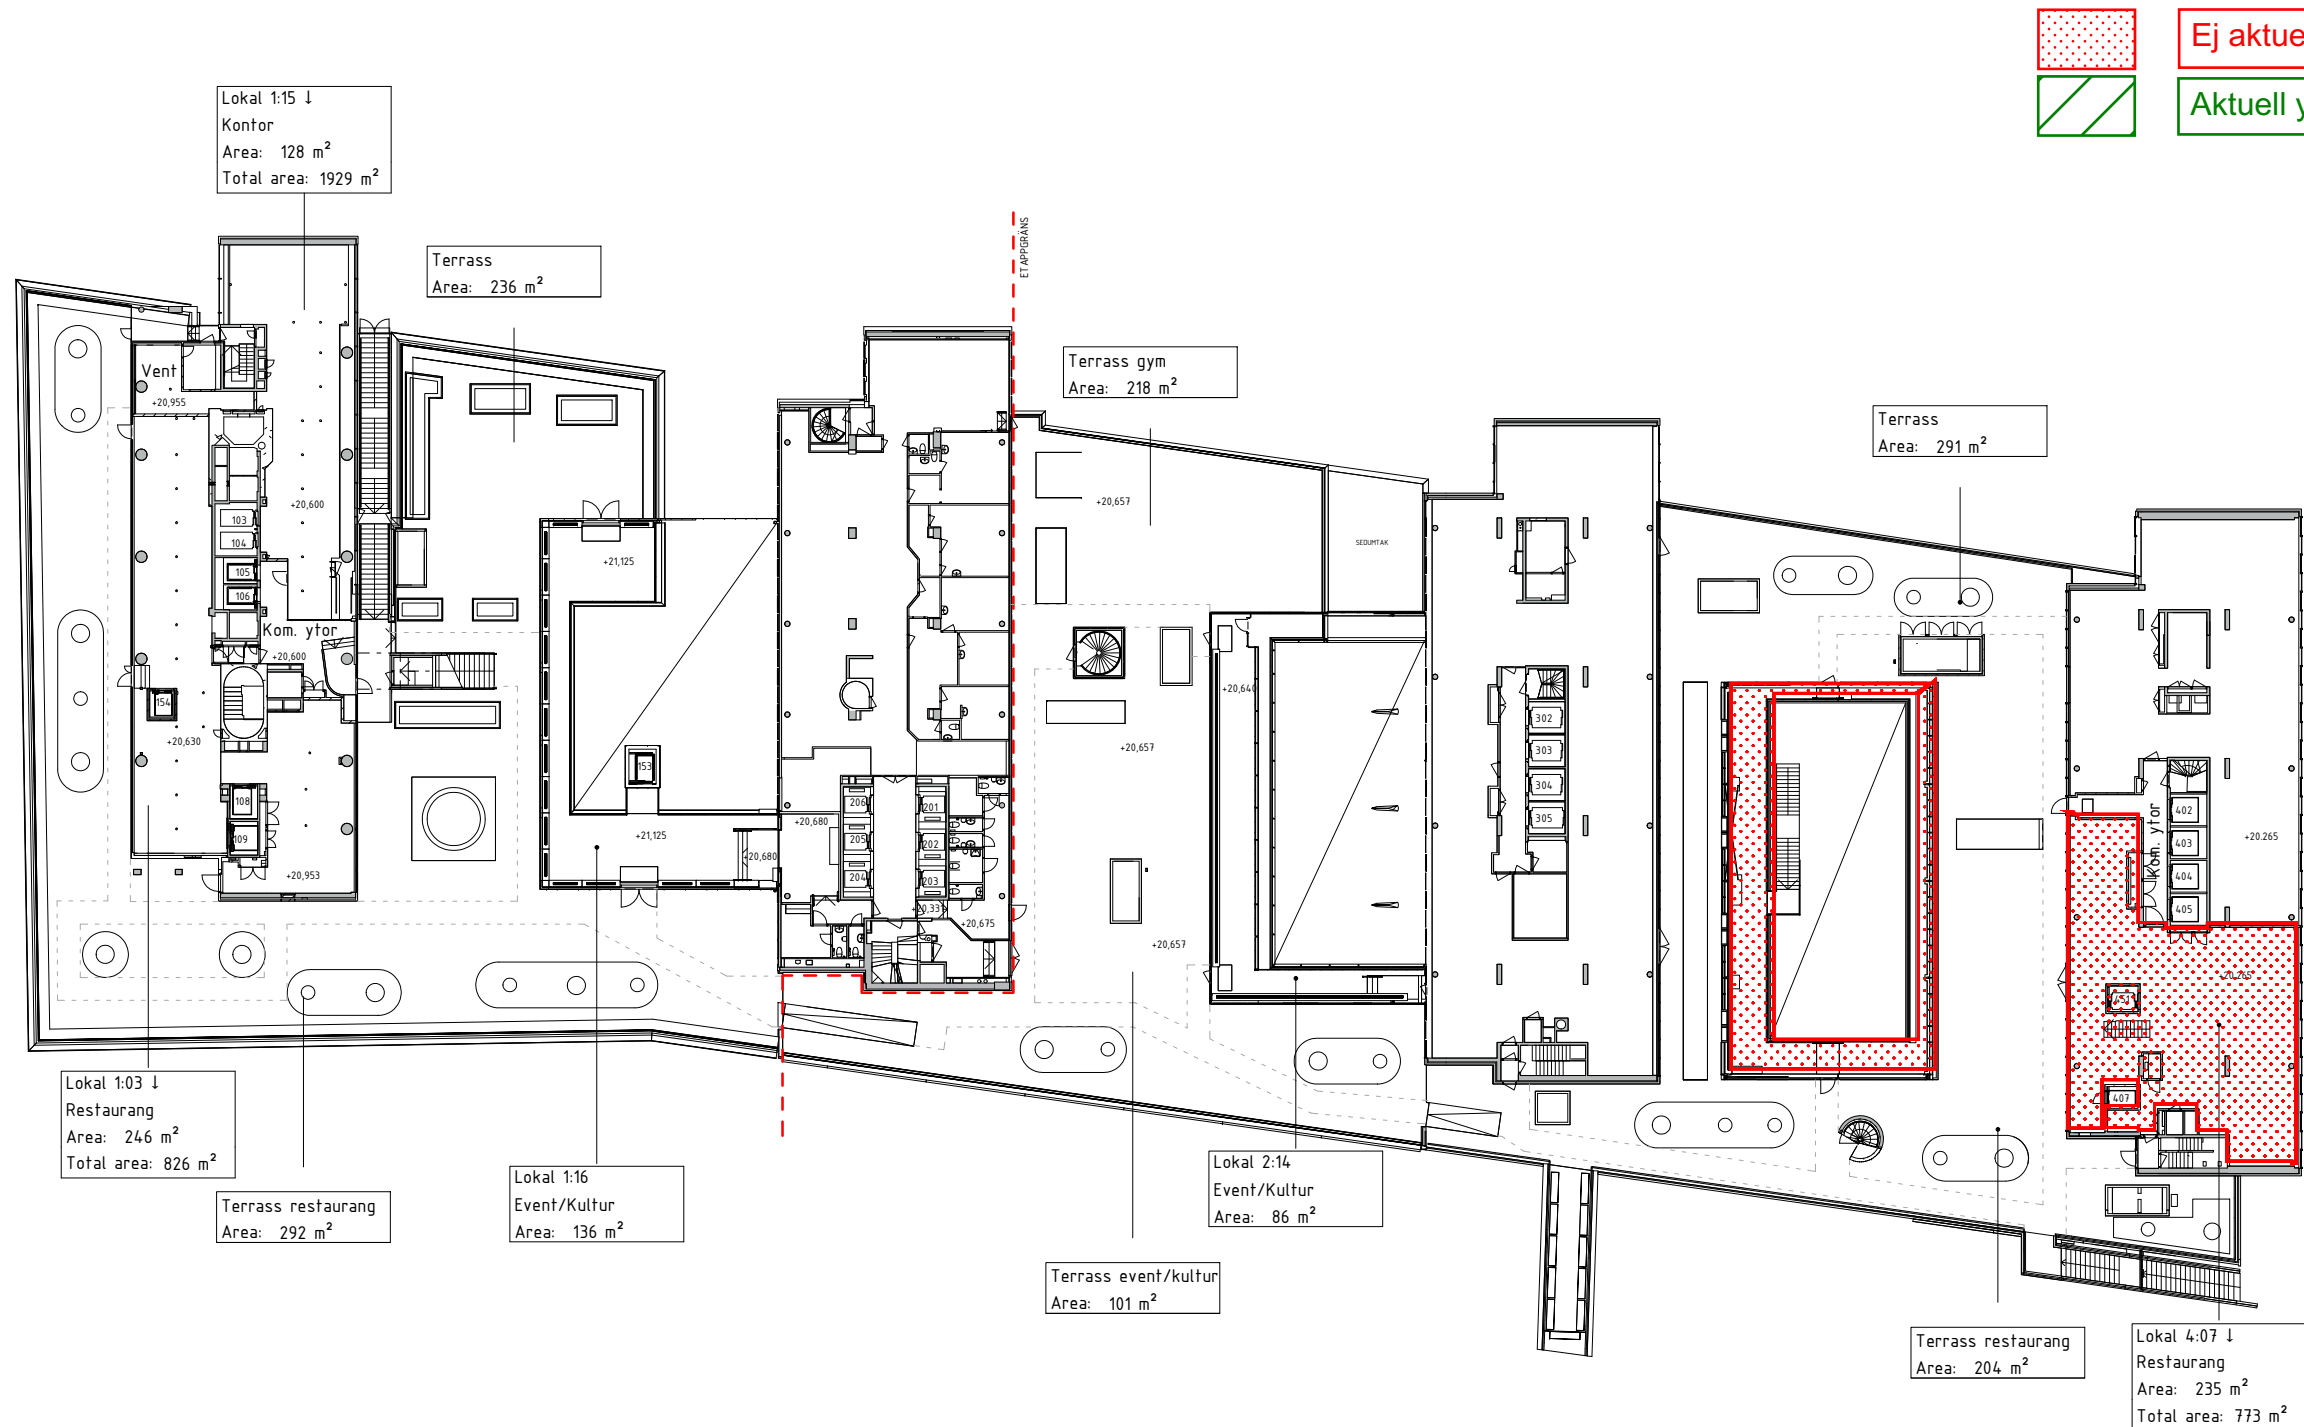 Ej aktue
Aktuell y
Lokal 1:15 ↓
Kontor
Area: 128 m²
Total area: 1929 m²
Terrass
Area: 236 m²
ETAPPGRÄNS
Terrass gym
Area: 218 m²
Terrass
Area: 291 m²
Vent
+20,955
+20,600
103
104
105
106
Kom. ytor
+20,600
154
+20,630
108
109
+20,953
+21,125
153
+21,125
+20,680
+20,680
206
205
204
201
202
203
+20,33
+20,675
+20,657
SEDUMTAK
+20,657
+20,657
+20,640
302
303
304
305
402
403
404
405
Kom. ytor
+20.265
+20.265
451
407
Lokal 1:03 ↓
Restaurang
Area: 246 m²
Total area: 826 m²
Terrass restaurang
Area: 292 m²
Lokal 1:16
Event/Kultur
Area: 136 m²
Lokal 2:14
Event/Kultur
Area: 86 m²
Terrass event/kultur
Area: 101 m²
Terrass restaurang
Area: 204 m²
Lokal 4:07 ↓
Restaurang
Area: 235 m²
Total area: 773 m²